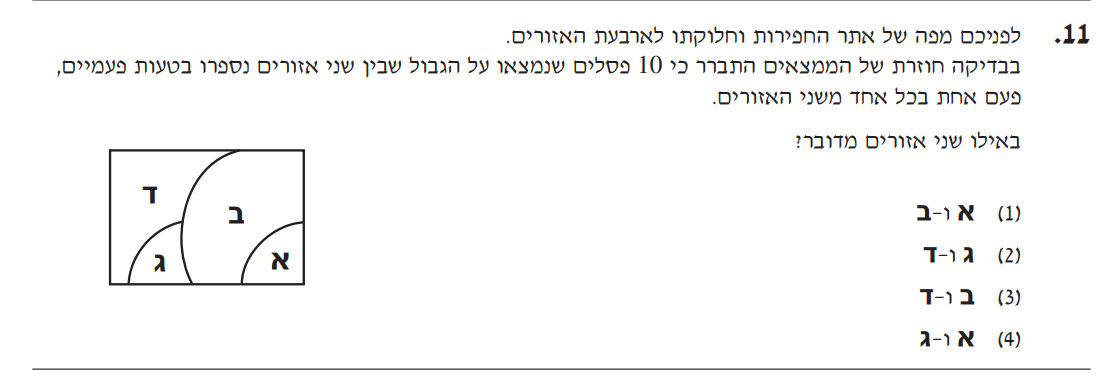 11. לפניכם מפה של אתר החפירות וחלוקתו לארבעת האזורים.
בבדיקה חוזרת של הממצאים התברר כי 10 פסלים שנמצאו על הגבול שבין שני אזורים נספרו בטעות פעמיים,
פעם אחת בכל אחד משני האזורים.
באילו שני אזורים מדובר?
ד
ב
ג
א
(1) א ו-ב
(2) ג ו-ד
(3) ב ו-ד
(4) א ו-ג